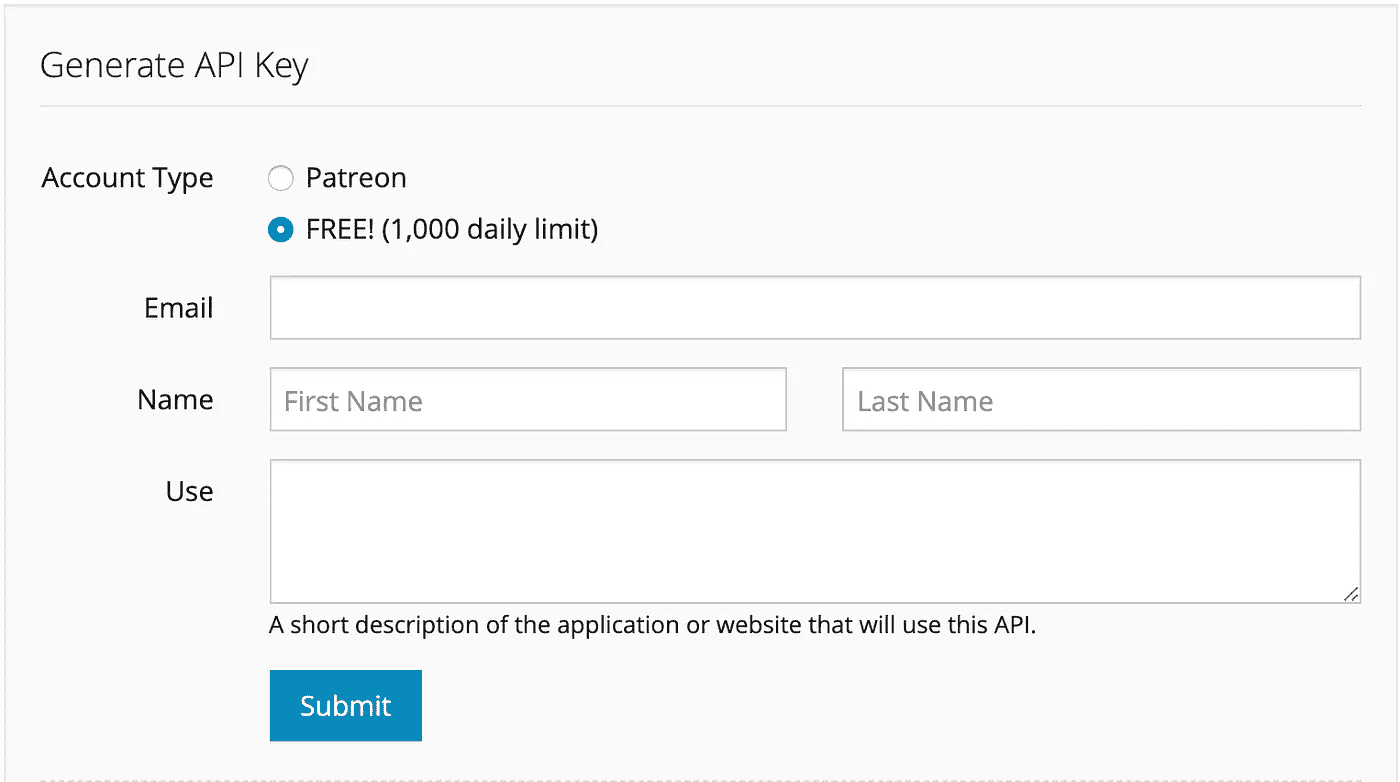 Generate API Key
Account Type
Patreon
FREE! (1,000 daily limit)
Email
Name
First Name
Last Name
Use
A short description of the application or website that will use this API.
Submit